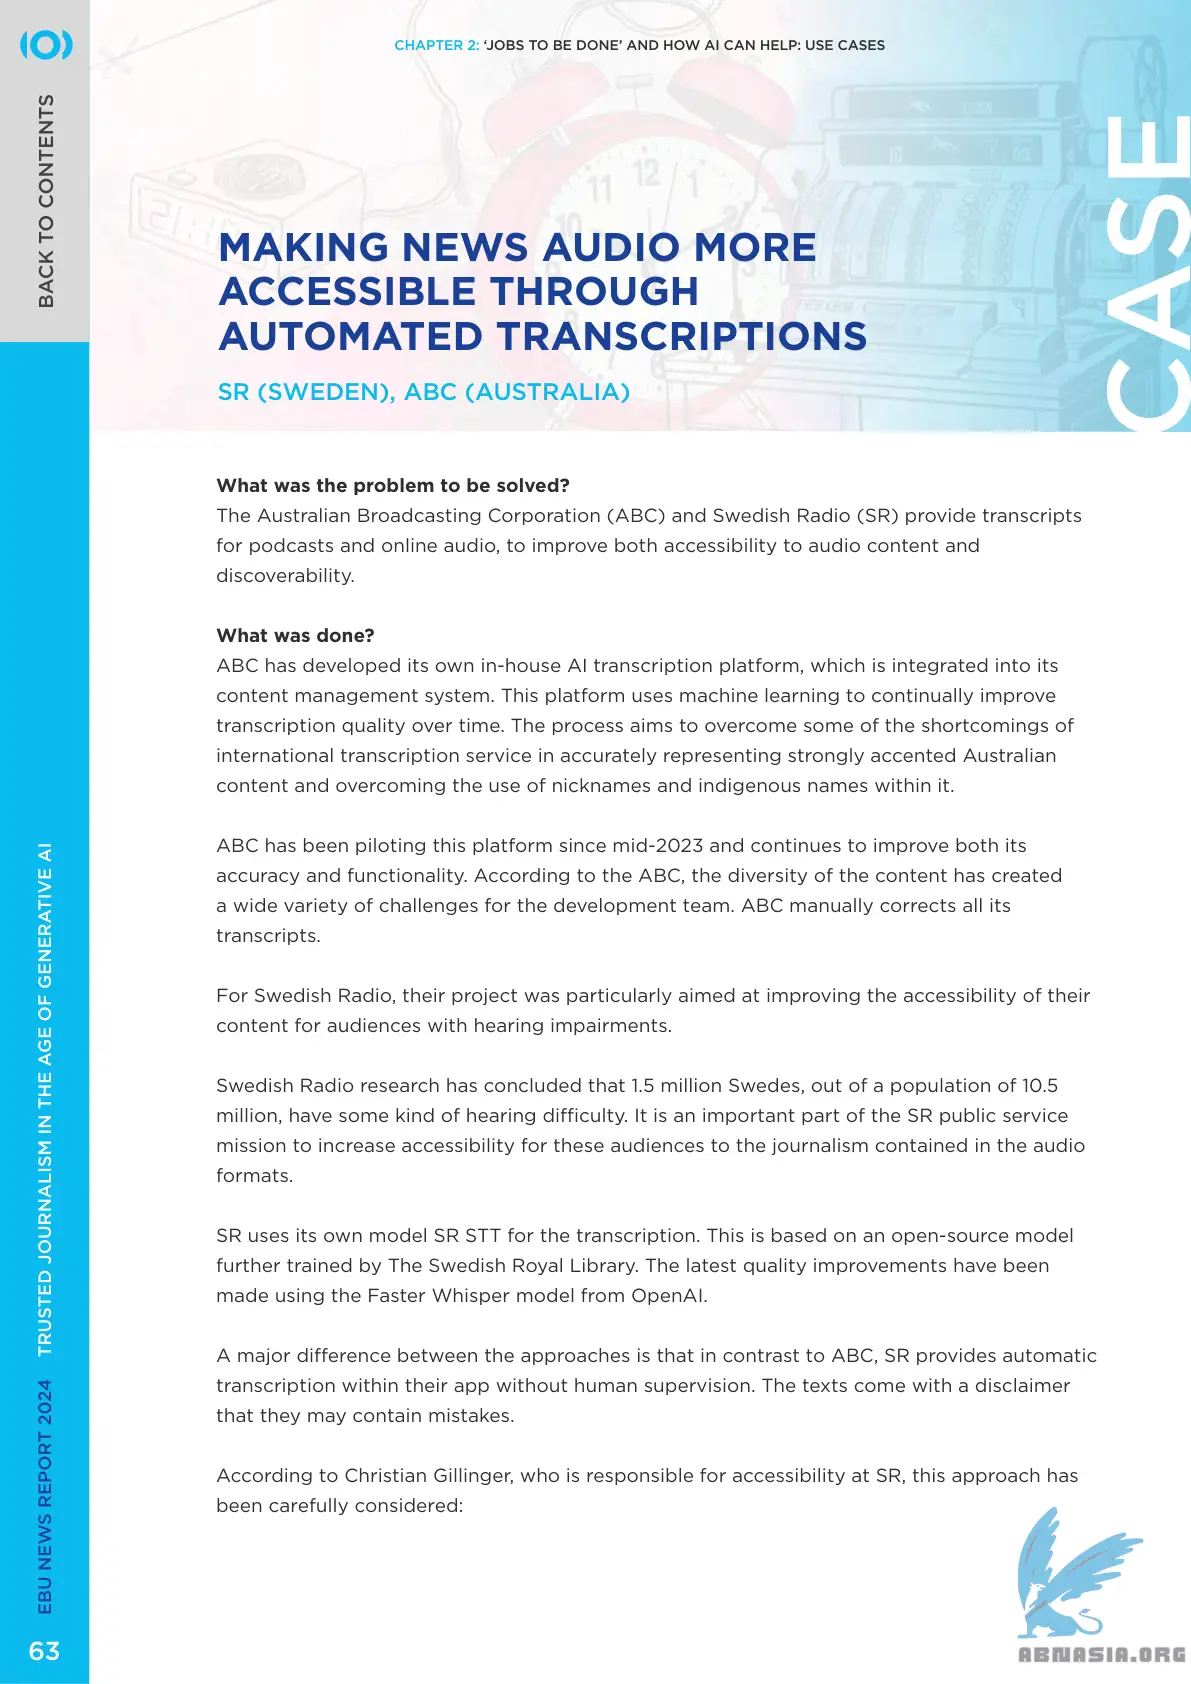 CHAPTER 2: ‘JOBS TO BE DONE’ AND HOW AI CAN HELP: USE CASES
BACK TO CONTENTS
CASE
11 12 1
10
MAKING NEWS AUDIO MORE
ACCESSIBLE THROUGH
AUTOMATED TRANSCRIPTIONS
SR (SWEDEN), ABC (AUSTRALIA)
What was the problem to be solved?
The Australian Broadcasting Corporation (ABC) and Swedish Radio (SR) provide transcripts
for podcasts and online audio, to improve both accessibility to audio content and
discoverability.
What was done?
ABC has developed its own in-house AI transcription platform, which is integrated into its
content management system. This platform uses machine learning to continually improve
transcription quality over time. The process aims to overcome some of the shortcomings of
international transcription service in accurately representing strongly accented Australian
content and overcoming the use of nicknames and indigenous names within it.
ABC has been piloting this platform since mid-2023 and continues to improve both its
accuracy and functionality. According to the ABC, the diversity of the content has created
a wide variety of challenges for the development team. ABC manually corrects all its
transcripts.
For Swedish Radio, their project was particularly aimed at improving the accessibility of their
content for audiences with hearing impairments.
Swedish Radio research has concluded that 1.5 million Swedes, out of a population of 10.5
million, have some kind of hearing difficulty. It is an important part of the SR public service
mission to increase accessibility for these audiences to the journalism contained in the audio
formats.
SR uses its own model SR STT for the transcription. This is based on an open-source model
further trained by The Swedish Royal Library. The latest quality improvements have been
made using the Faster Whisper model from OpenAI.
A major difference between the approaches is that in contrast to ABC, SR provides automatic
transcription within their app without human supervision. The texts come with a disclaimer
that they may contain mistakes.
According to Christian Gillinger, who is responsible for accessibility at SR, this approach has
been carefully considered:
EBU NEWS REPORT 2024 TRUSTED JOURNALISM IN THE AGE OF GENERATIVE AI
63
ABNASIA.ORG